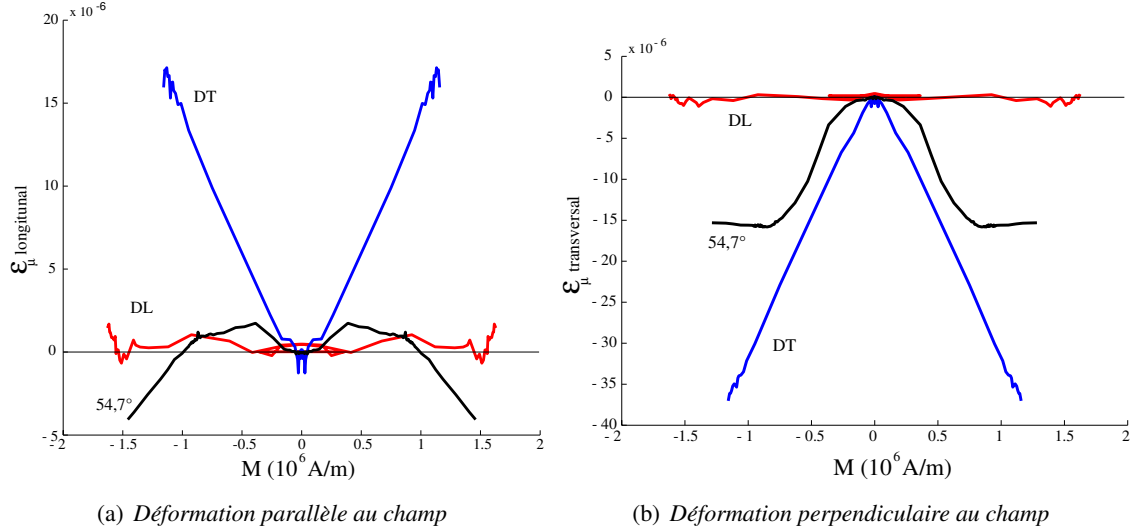 x 10 -6
20
15
10
5
0
- 5
ε μ longitunal
DT
DL
54,7°
- 2 - 1.5 - 1 - 0.5 0 0.5 1 1.5 2
M (10 6 A/m)
(a) Déformation parallèle au champ
x 10 -6
5
0
- 5
- 10
- 15
- 20
- 25
- 30
- 35
- 40
ε μ transversal
DL
54,7°
DT
- 2 - 1.5 - 1 - 0.5 0 0.5 1 1.5 2
M (10 6 A/m)
(b) Déformation perpendiculaire au champ